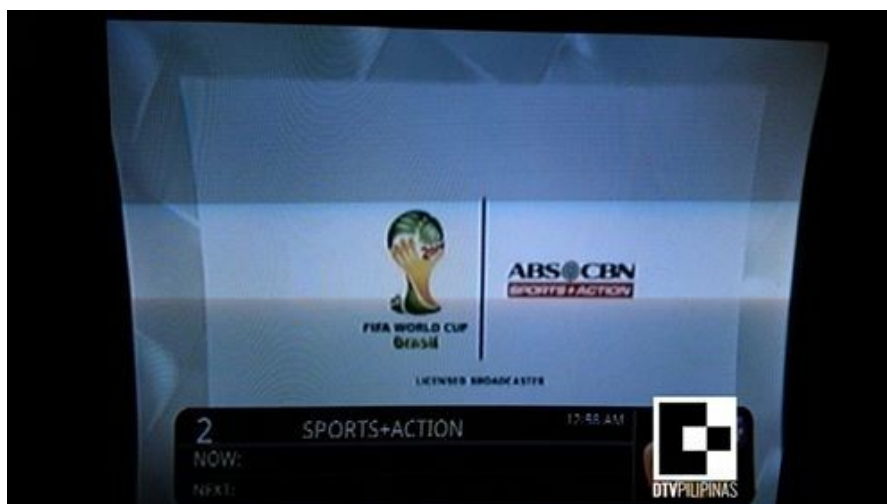 FIFA WORLD CUP
Brasil
ABS CBN
SPORTS+ACTION
LICENSED BROADCASTER
2 SPORTS+ACTION 12:58 AM
NOW:
NEXT:
DTVPILIPINAS